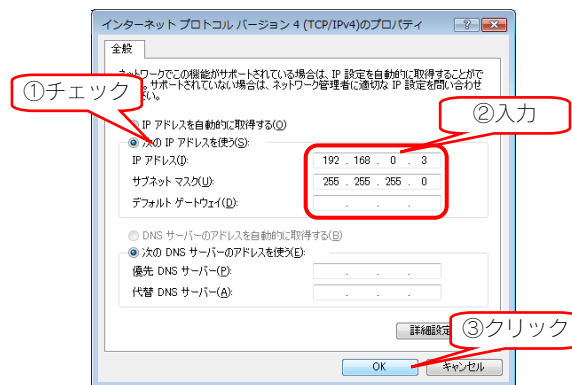 インターネット プロトコル バージョン 4 (TCP/IPv4)のプロパティ
全般
ネットワークでこの機能がサポートされている場合は、IP 設定を自動的に取得することがで
サポートされていない場合は、ネットワーク管理者に適切な IP 設定を問い合わせ
い。
①チェック
②入力
IP アドレスを自動的に取得する(O)
次の IP アドレスを使う(S):
IP アドレス(I): 192 . 168 . 0 . 3
サブネット マスク(U): 255 . 255 . 255 . 0
デフォルト ゲートウェイ(D): . . .
DNS サーバーのアドレスを自動的に取得する(B)
次の DNS サーバーのアドレスを使う(E):
優先 DNS サーバー(P): . . .
代替 DNS サーバー(A): . . .
詳細設定
③クリック
OK
キャンセル